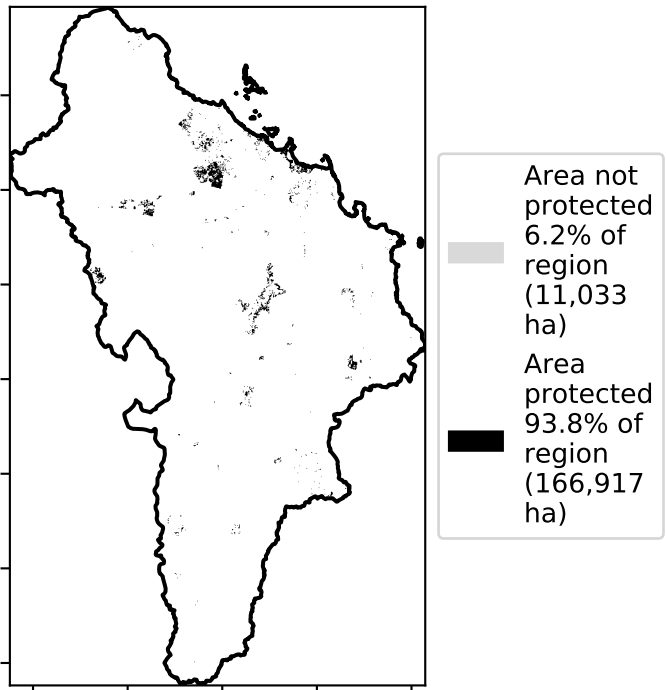 Area not
protected
6.2% of
region
(11,033
ha)
Area
protected
93.8% of
region
(166,917
ha)